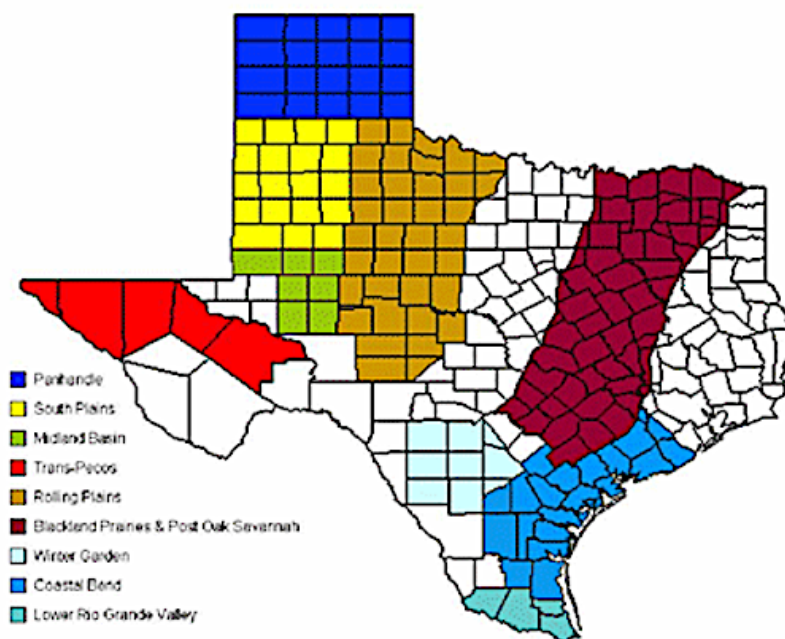 Panhandle
South Plains
Midland Basin
Trans-Pecos
Rolling Plains
Blackland Prairies & Post Oak Savannah
Winter Garden
Coastal Bend
Lower Rio Grande Valley